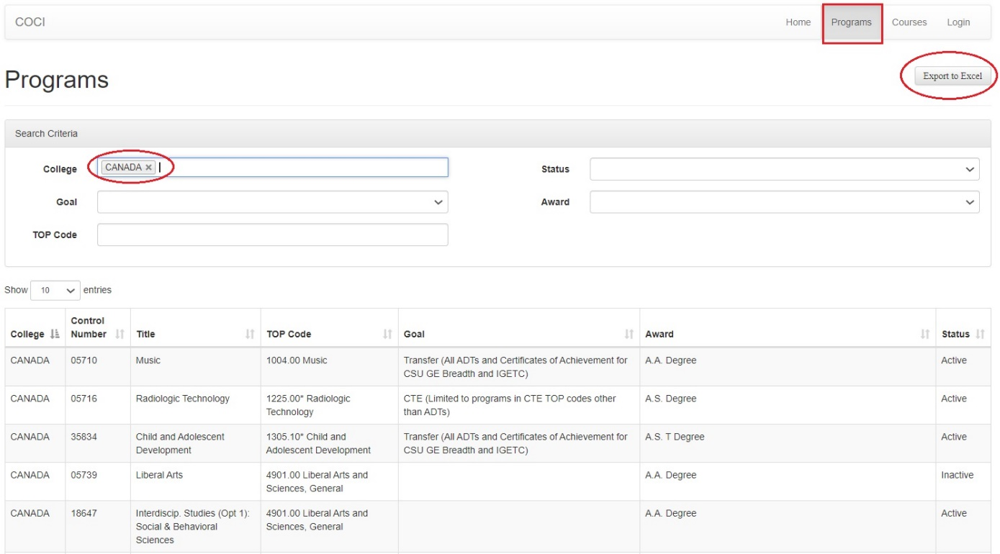 COCI Home Programs Courses Login
Programs
Export to Excel
Search Criteria
College CANADA × Status
Goal Award
TOP Code
Show 10 entries
College Control Number Title TOP Code Goal Award Status
CANADA 05710 Music 1004.00 Music Transfer (All ADTs and Certificates of Achievement for CSU GE Breadth and IGETC) A.A. Degree Active
CANADA 05716 Radiologic Technology 1225.00* Radiologic Technology CTE (Limited to programs in CTE TOP codes other than ADTs) A.S. Degree Active
CANADA 35834 Child and Adolescent Development 1305.10* Child and Adolescent Development Transfer (All ADTs and Certificates of Achievement for CSU GE Breadth and IGETC) A.S. T Degree Active
CANADA 05739 Liberal Arts 4901.00 Liberal Arts and Sciences, General A.A. Degree Inactive
CANADA 18647 Interdiscip. Studies (Opt 1): Social & Behavioral Sciences 4901.00 Liberal Arts and Sciences, General A.A. Degree Active